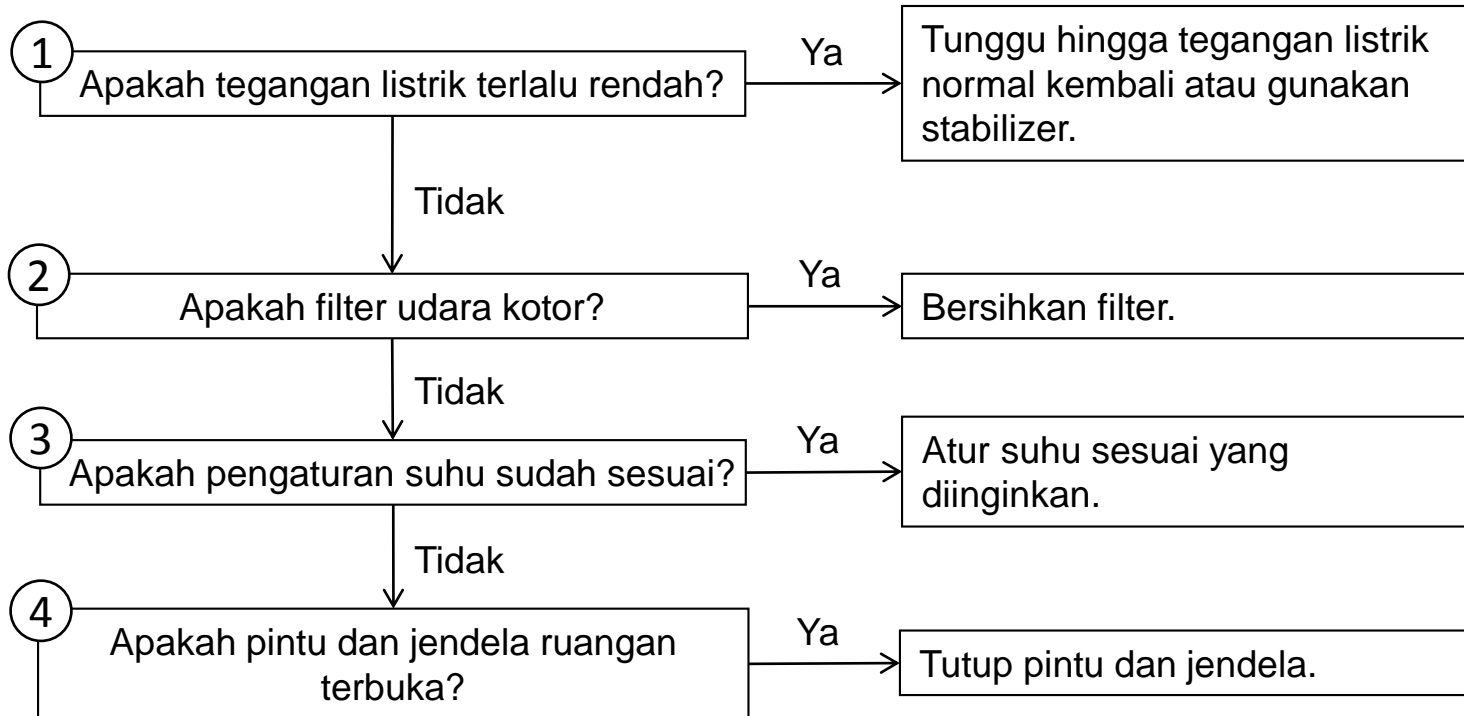 1
Apakah tegangan listrik terlalu rendah?
Ya
Tunggu hingga tegangan listrik
normal kembali atau gunakan
stabilizer.
Tidak
2
Apakah filter udara kotor?
Ya
Bersihkan filter.
Tidak
3
Apakah pengaturan suhu sudah sesuai?
Ya
Atur suhu sesuai yang
diinginkan.
Tidak
4
Apakah pintu dan jendela ruangan
terbuka?
Ya
Tutup pintu dan jendela.